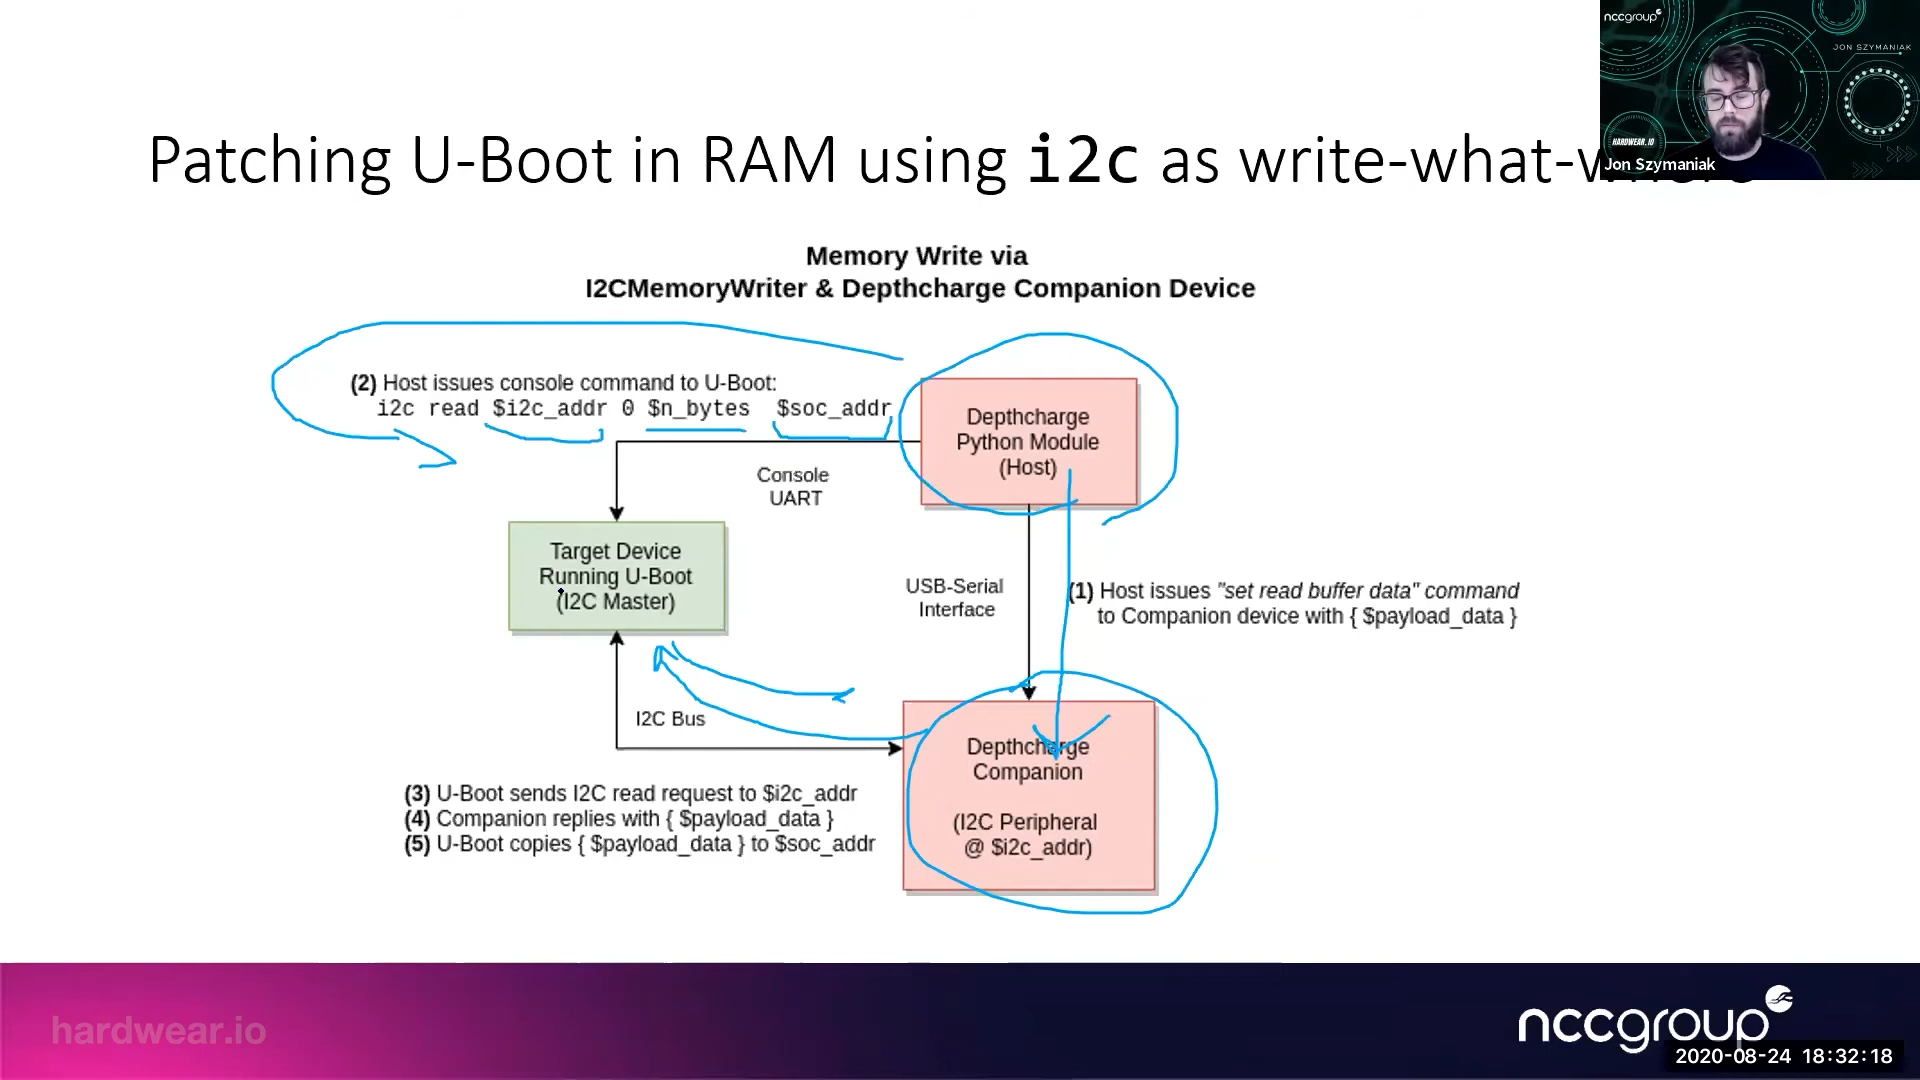 nccgroup
JON SZYMANIAK
HARDWEAR.IO
Jon Szymaniak
Patching U-Boot in RAM using i2c as
Memory Write via
I2CMemoryWriter & Depthcharge Companion Device
(2) Host issues console command to U-Boot:
i2c read $i2c_addr 0 $n_bytes $soc_addr
Depthcharge
Python Module
(Host)
Console
UART
Target Device
Running U-Boot
(I2C Master)
USB-Serial
Interface
(1) Host issues "set read buffer data" command
to Companion device with { $payload_data }
I2C Bus
Depthcharge
Companion
(I2C Peripheral
@ $i2c_addr)
(3) U-Boot sends I2C read request to $i2c_addr
(4) Companion replies with { $payload_data }
(5) U-Boot copies { $payload_data } to $soc_addr
hardwear.io
nccgroup
2020-08-24 18:32:18